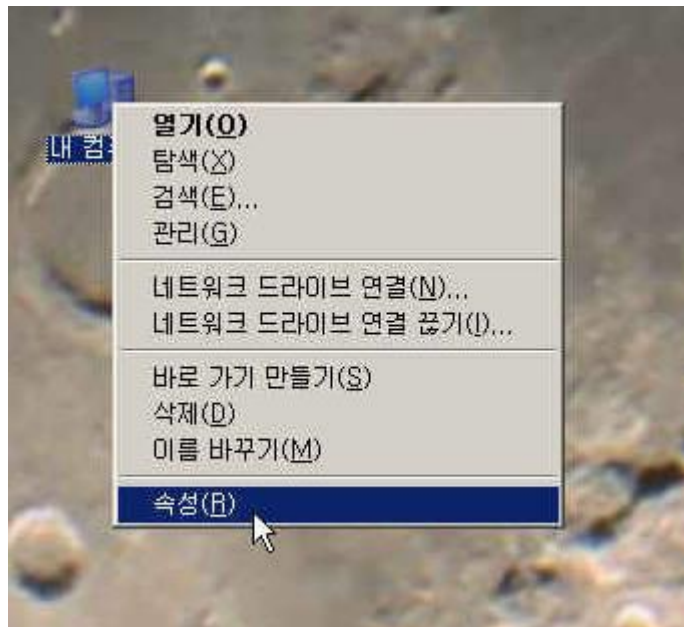 내 컴
열기(O)
탐색(X)
검색(E)...
관리(G)
네트워크 드라이브 연결(N)...
네트워크 드라이브 연결 끊기(I)...
바로 가기 만들기(S)
삭제(D)
이름 바꾸기(M)
속성(R)